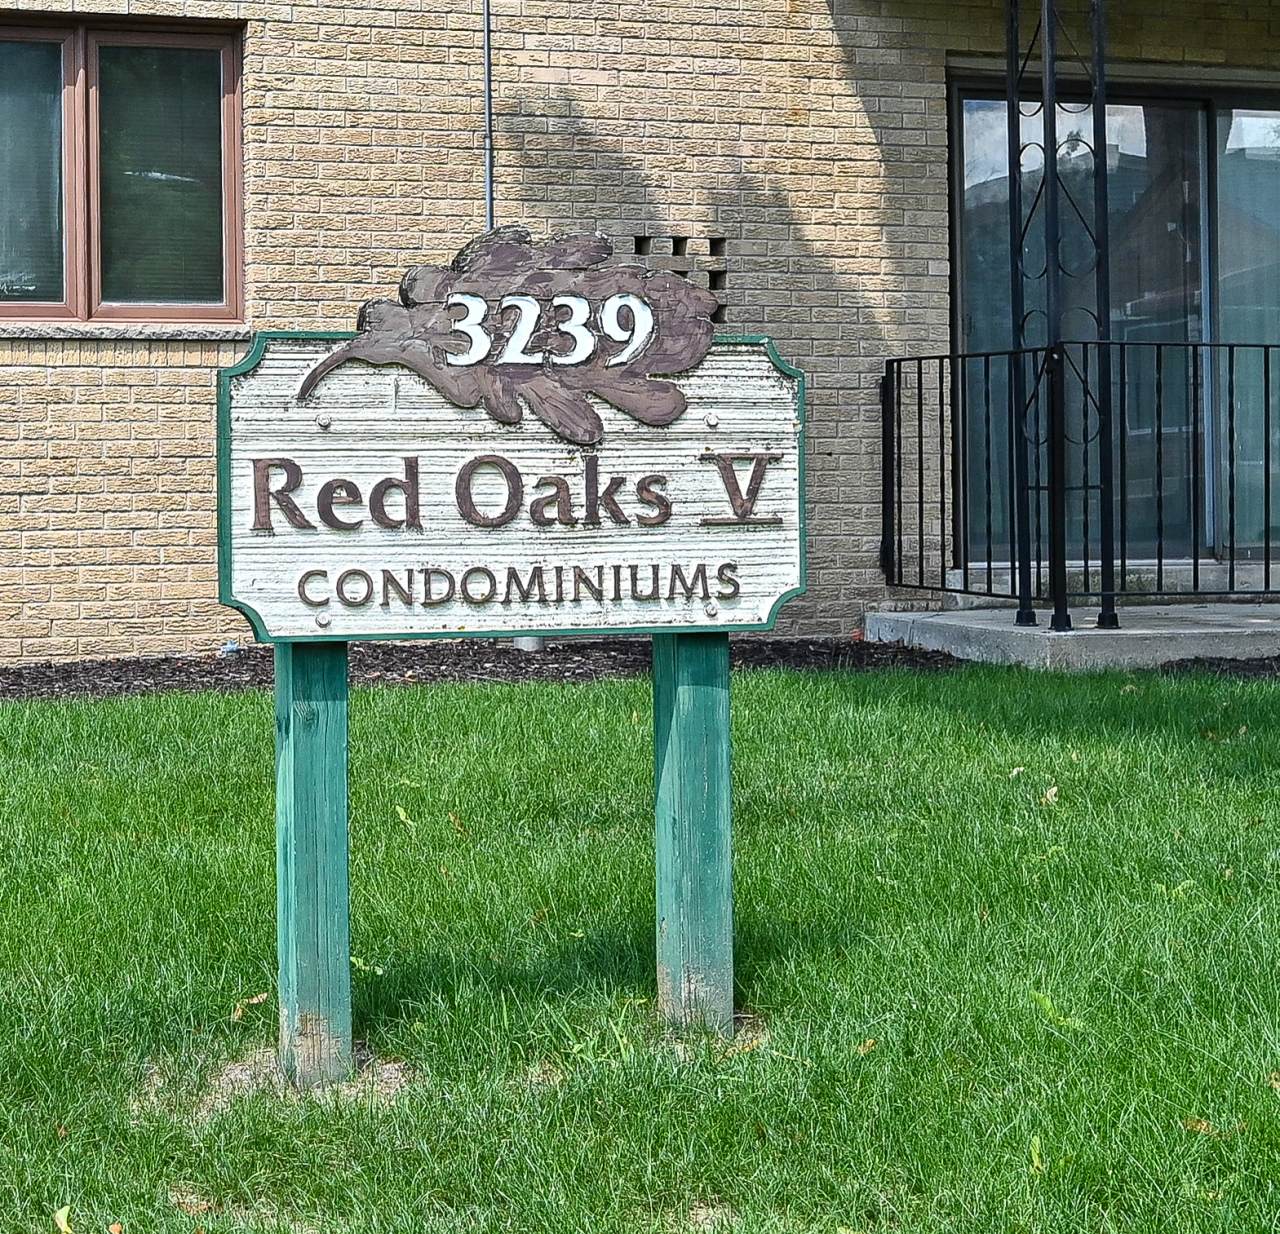 3239
Red Oaks V
CONDOMINIUMS